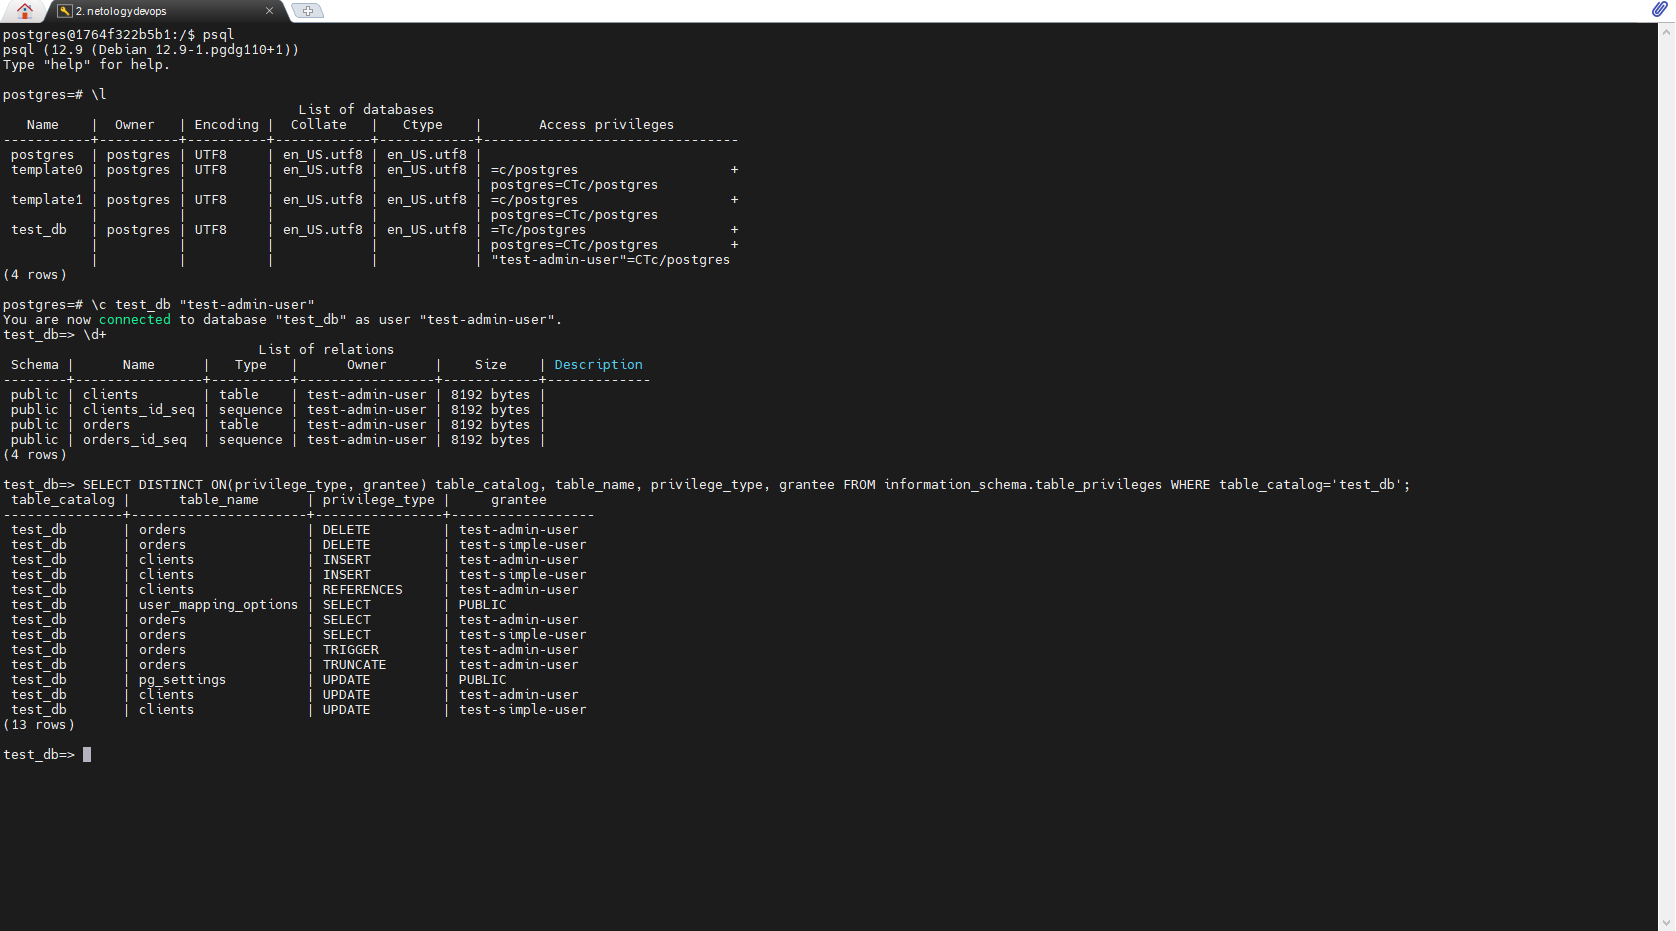 2. netologydevops
postgres@1764f322b5b1:/$ psql
psql (12.9 (Debian 12.9-1.pgdg110+1))
Type "help" for help.

postgres=# \l
                                     List of databases
   Name    |  Owner   | Encoding |  Collate   |   Ctype    |       Access privileges
-----------+----------+----------+------------+------------+--------------------------------
 postgres  | postgres | UTF8     | en_US.utf8 | en_US.utf8 |
 template0 | postgres | UTF8     | en_US.utf8 | en_US.utf8 | =c/postgres                   +
           |          |          |            |            | postgres=CTc/postgres
 template1 | postgres | UTF8     | en_US.utf8 | en_US.utf8 | =c/postgres                   +
           |          |          |            |            | postgres=CTc/postgres
 test_db   | postgres | UTF8     | en_US.utf8 | en_US.utf8 | =Tc/postgres                  +
           |          |          |            |            | postgres=CTc/postgres         +
           |          |          |            |            | "test-admin-user"=CTc/postgres
(4 rows)

postgres=# \c test_db "test-admin-user"
You are now connected to database "test_db" as user "test-admin-user".
test_db=> \d+
                                List of relations
 Schema |      Name      |   Type   |      Owner      |    Size    | Description
--------+----------------+----------+-----------------+------------+-------------
 public | clients        | table    | test-admin-user | 8192 bytes |
 public | clients_id_seq | sequence | test-admin-user | 8192 bytes |
 public | orders         | table    | test-admin-user | 8192 bytes |
 public | orders_id_seq  | sequence | test-admin-user | 8192 bytes |
(4 rows)

test_db=> SELECT DISTINCT ON(privilege_type, grantee) table_catalog, table_name, privilege_type, grantee FROM information_schema.table_privileges WHERE table_catalog='test_db';
 table_catalog |      table_name      | privilege_type |     grantee
---------------+----------------------+----------------+------------------
 test_db       | orders               | DELETE         | test-admin-user
 test_db       | orders               | DELETE         | test-simple-user
 test_db       | clients              | INSERT         | test-admin-user
 test_db       | clients              | INSERT         | test-simple-user
 test_db       | clients              | REFERENCES     | test-admin-user
 test_db       | user_mapping_options | SELECT         | PUBLIC
 test_db       | orders               | SELECT         | test-admin-user
 test_db       | orders               | SELECT         | test-simple-user
 test_db       | orders               | TRIGGER        | test-admin-user
 test_db       | orders               | TRUNCATE       | test-admin-user
 test_db       | pg_settings          | UPDATE         | PUBLIC
 test_db       | clients              | UPDATE         | test-admin-user
 test_db       | clients              | UPDATE         | test-simple-user
(13 rows)

test_db=>